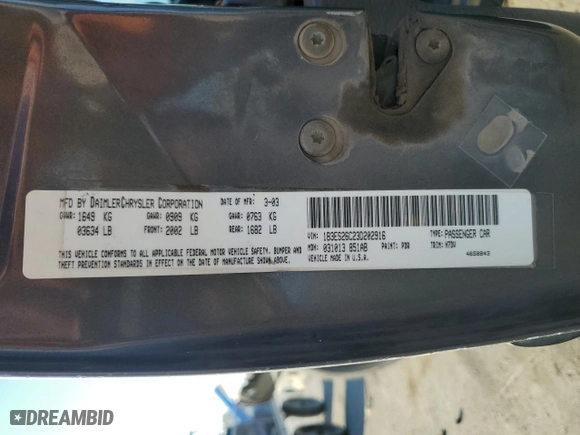 MFD BY DAIMLERCHRYSLER CORPORATION DATE OF MFR: 3-03
GVWR: 1649 KG GAWR: 0909 KG GAWR: 0763 KG
03634 LB FRONT: 2002 LB REAR: 1682 LB
THIS VEHICLE CONFORMS TO ALL APPLICABLE FEDERAL MOTOR VEHICLE SAFETY, BUMPER AND
THEFT PREVENTION STANDARDS IN EFFECT ON THE DATE OF MANUFACTURE SHOWN ABOVE.
VIN: 1B3ES26C23D202916 TYPE: PASSENGER CAR
MDH: 031013 851AB PAINT: PDR TRIM: H7DV
VEHICLE MADE IN U.S.A. 4658843
DREAMBID